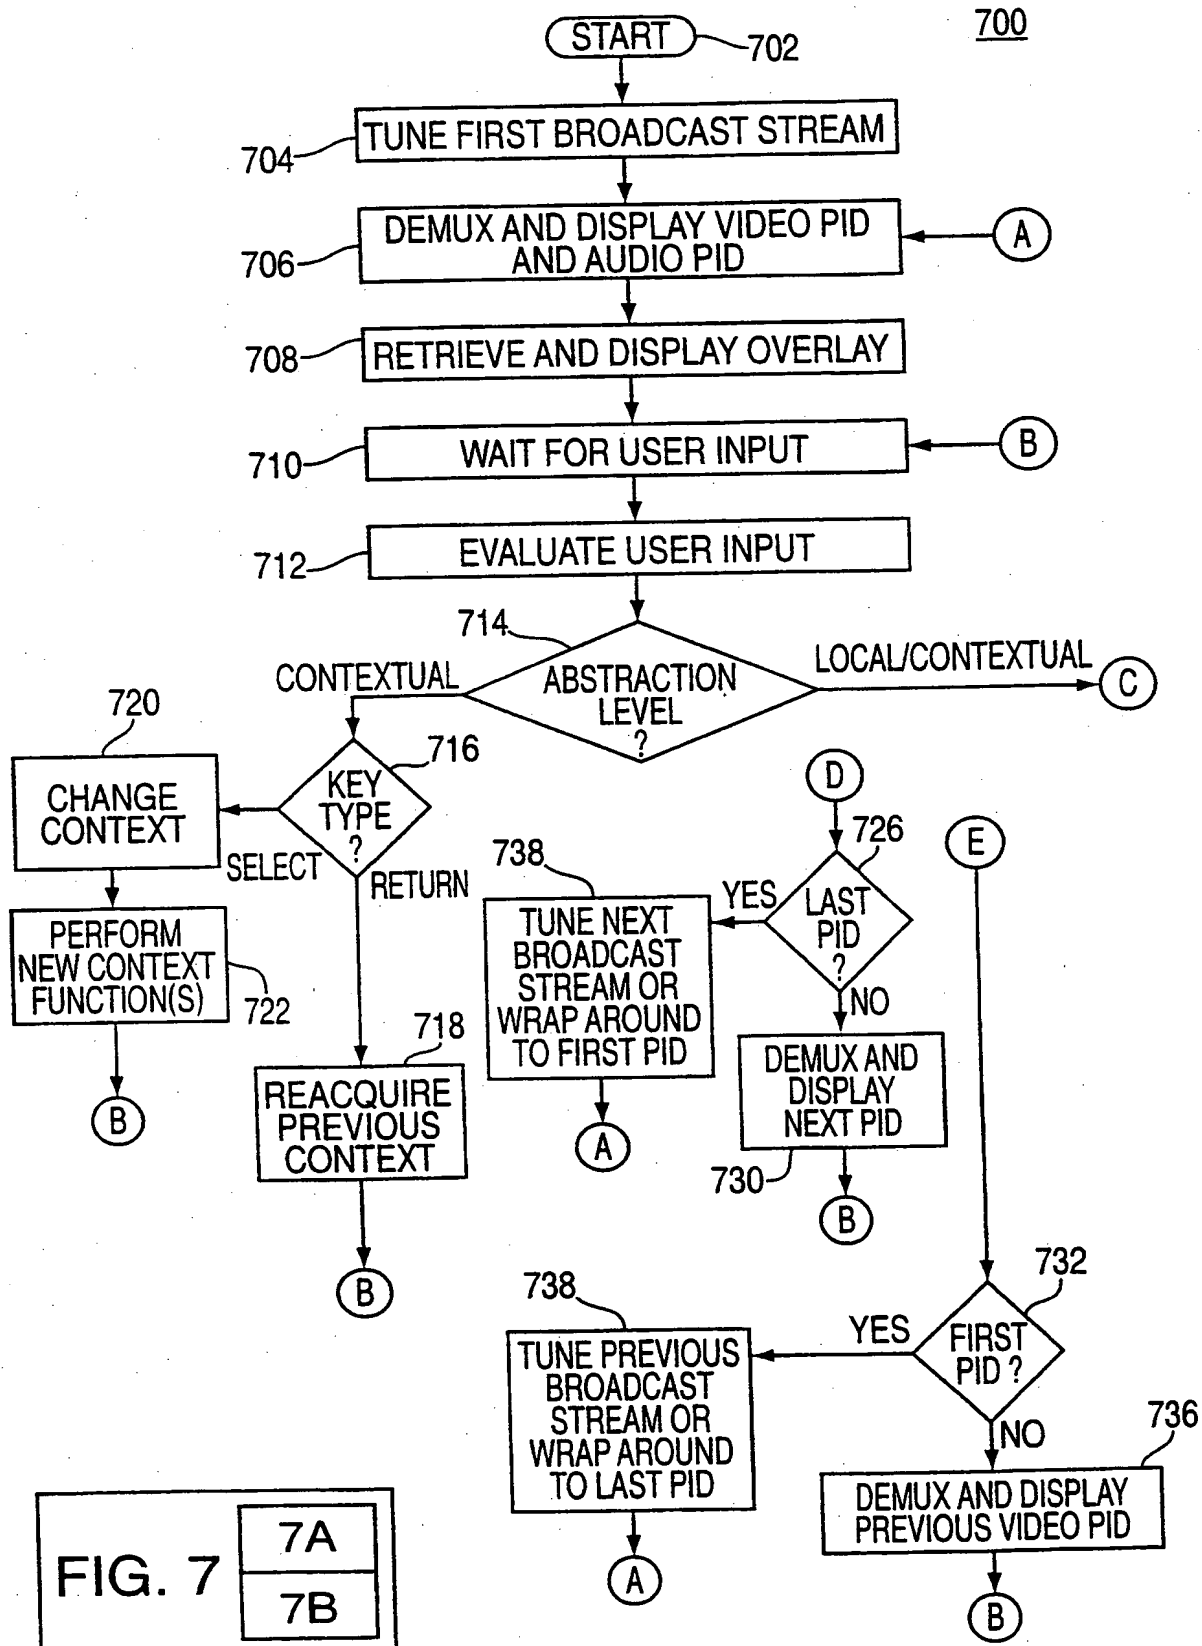 700
START
702
TUNE FIRST BROADCAST STREAM
704
DEMUX AND DISPLAY VIDEO PID
AND AUDIO PID
706
A
RETRIEVE AND DISPLAY OVERLAY
708
WAIT FOR USER INPUT
710
B
EVALUATE USER INPUT
712
714
ABSTRACTION
LEVEL
?
CONTEXTUAL
LOCAL/CONTEXTUAL
C
720
CHANGE
CONTEXT
716
KEY
TYPE
?
SELECT
RETURN
PERFORM
NEW CONTEXT
FUNCTION(S)
722
B
718
REACQUIRE
PREVIOUS
CONTEXT
B
D
726
LAST
PID
?
YES
NO
738
TUNE NEXT
BROADCAST
STREAM OR
WRAP AROUND
TO FIRST PID
A
DEMUX AND
DISPLAY
NEXT PID
730
B
E
732
FIRST
PID ?
YES
NO
738
TUNE PREVIOUS
BROADCAST
STREAM OR
WRAP AROUND
TO LAST PID
A
736
DEMUX AND DISPLAY
PREVIOUS VIDEO PID
B
FIG. 7
7A
7B